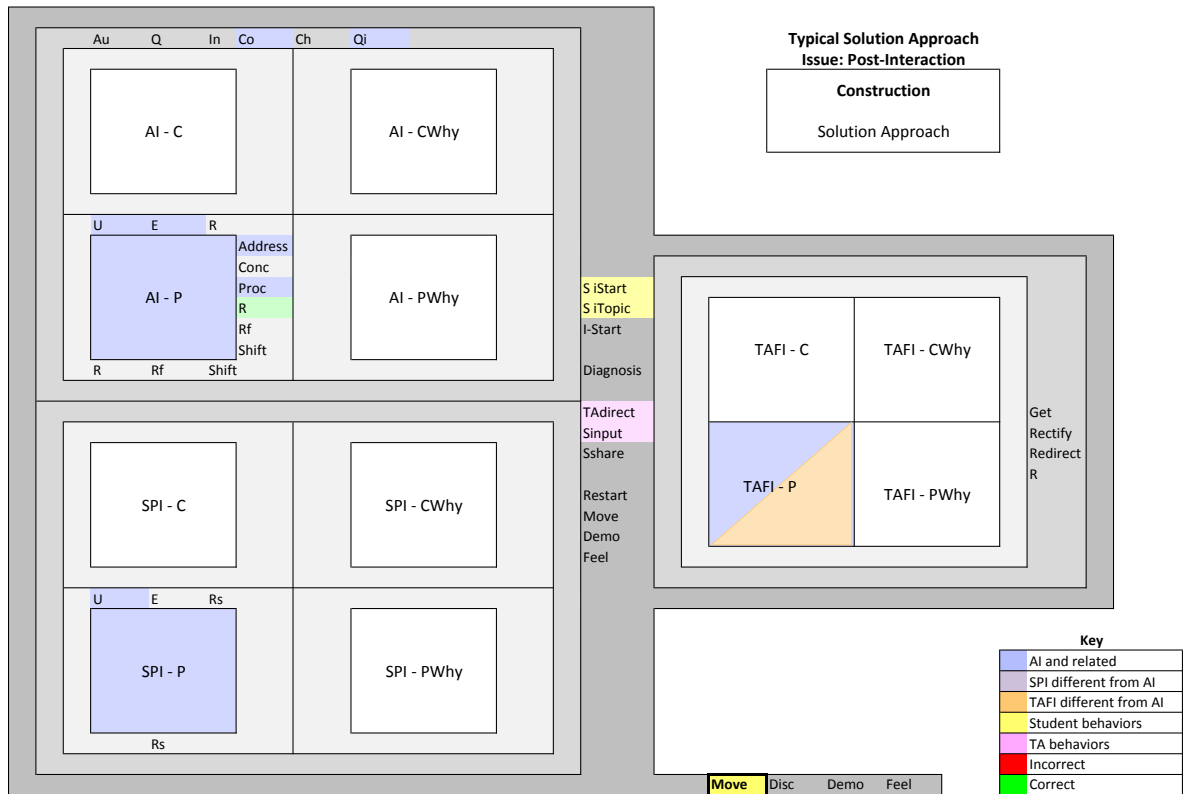 Typical Solution Approach
Issue: Post-Interaction
Construction
Solution Approach
Au Q In Co Ch Qi
AI - C
AI - CWhy
U E R
Address
Conc
Proc
R
Rf
Shift
AI - P
AI - PWhy
R Rf Shift
S iStart
S iTopic
I-Start
Diagnosis
TAdirect
Sinput
Sshare
Restart
Move
Demo
Feel
TAFI - C
TAFI - CWhy
TAFI - P
TAFI - PWhy
Get
Rectify
Redirect
R
SPI - C
SPI - CWhy
U E Rs
SPI - P
SPI - PWhy
Rs
Move Disc Demo Feel
Key
AI and related
SPI different from AI
TAFI different from AI
Student behaviors
TA behaviors
Incorrect
Correct